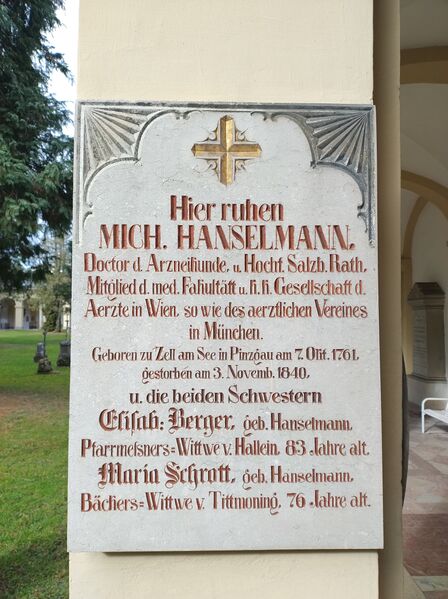 Hier ruhen
MICH. HANSELMANN,
Doctor d. Arzneikunde, u. Hochf. Salzb. Rath,
Mitglied d. med. Fakultätt u. k. k. Gesellschaft d.
Aerzte in Wien, so wie des aerztlichen Vereines
in München.
Geboren zu Zell am See in Pinzgau am 7. Okt. 1761,
gestorben am 3. Novemb. 1840,
u. die beiden Schwestern
Elisab: Berger, geb. Hanselmann,
Pfarrmesners=Wittwe v. Hallein, 83 Jahre alt.
Maria Schrott, geb. Hanselmann,
Bäckers=Wittwe v. Tittmoning, 76 Jahre alt.